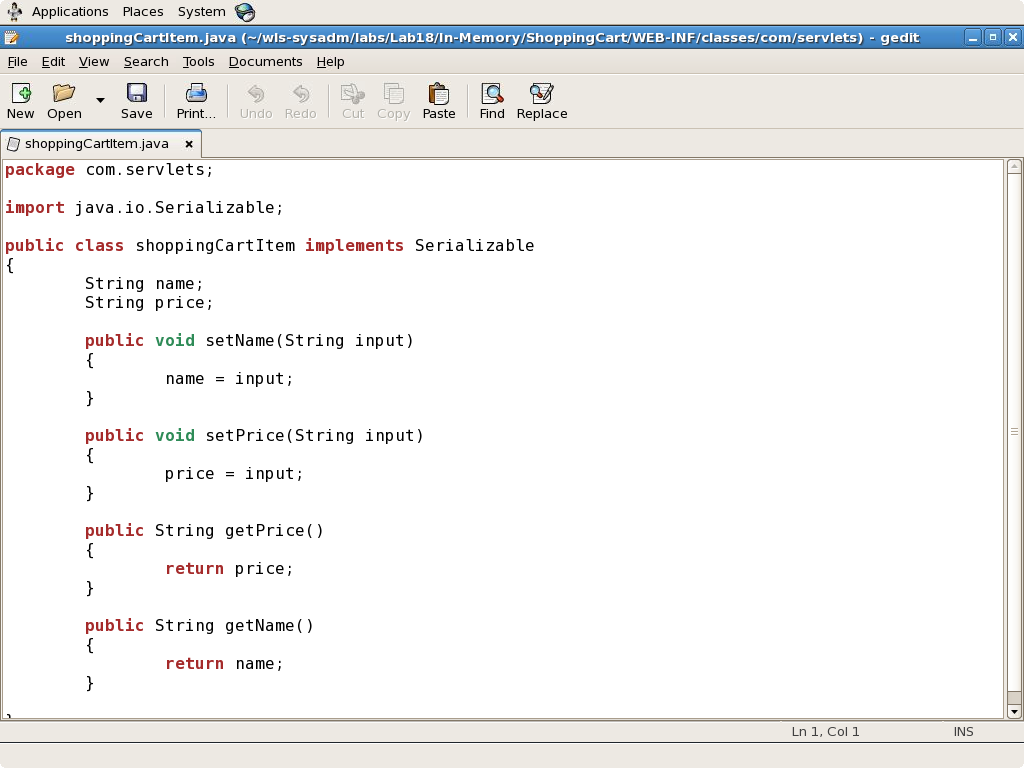 Applications Places System
shoppingCartItem.java (~/wls-sysadm/labs/Lab18/In-Memory/ShoppingCart/WEB-INF/classes/com/servlets) - gedit
File Edit View Search Tools Documents Help
New Open Save Print... Undo Redo Cut Copy Paste Find Replace
shoppingCartItem.java
package com.servlets;
import java.io.Serializable;
public class shoppingCartItem implements Serializable
{
String name;
String price;
public void setName(String input)
{
name = input;
}
public void setPrice(String input)
{
price = input;
}
public String getPrice()
{
return price;
}
public String getName()
{
return name;
}
}
Ln 1, Col 1 INS